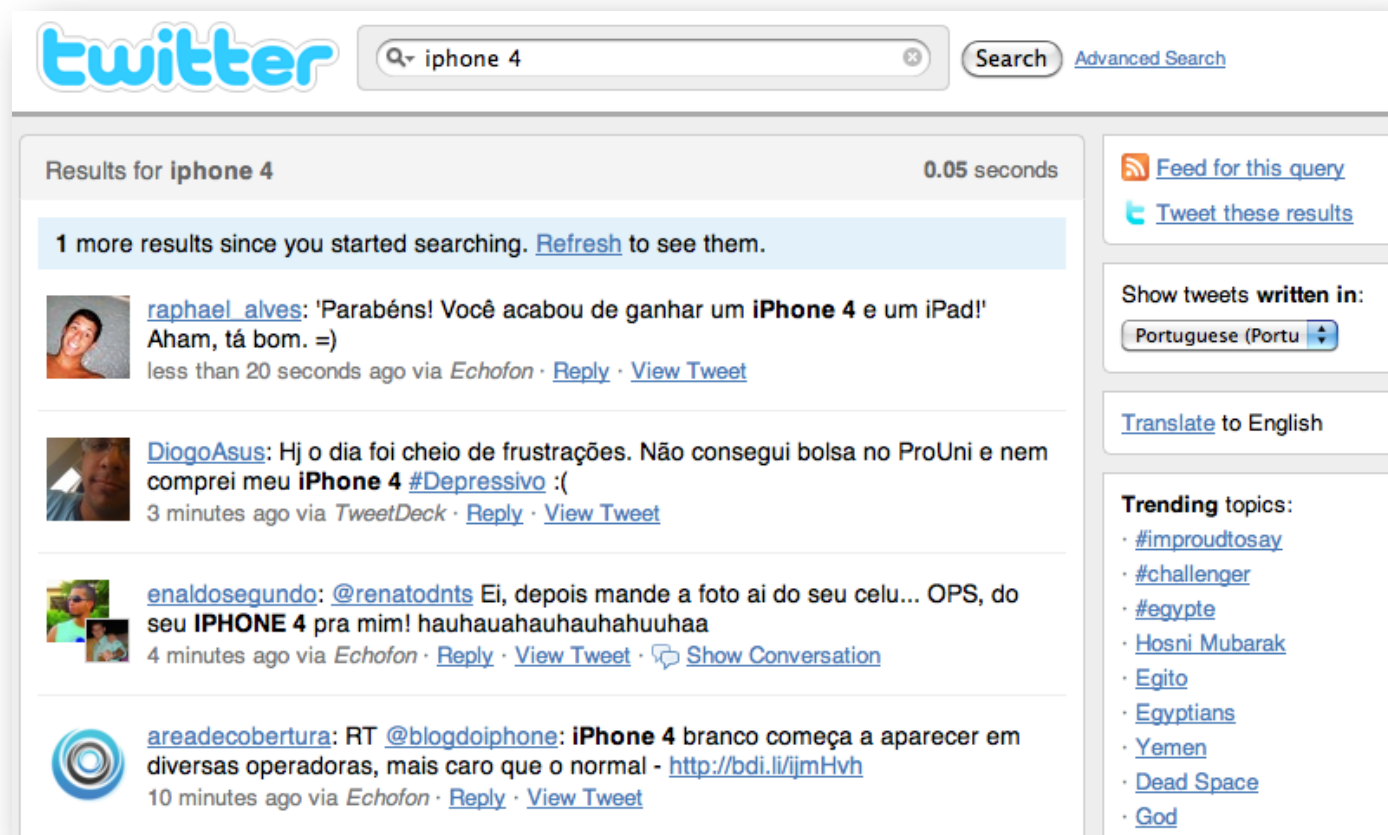 twitter
iphone 4
Search
Advanced Search
Results for iphone 4
0.05 seconds
1 more results since you started searching. Refresh to see them.
raphael_alves: 'Parabéns! Você acabou de ganhar um iPhone 4 e um iPad!'
Aham, tá bom. =)
less than 20 seconds ago via Echofon · Reply · View Tweet
DiogoAsus: Hj o dia foi cheio de frustrações. Não consegui bolsa no ProUni e nem
comprei meu iPhone 4 #Depressivo :(
3 minutes ago via TweetDeck · Reply · View Tweet
enaldosegundo: @renatodnts Ei, depois mande a foto ai do seu celu... OPS, do
seu IPHONE 4 pra mim! hauhauahauhauhahuuhaa
4 minutes ago via Echofon · Reply · View Tweet · Show Conversation
areadecobertura: RT @blogdoiphone: iPhone 4 branco começa a aparecer em
diversas operadoras, mais caro que o normal - http://bdi.li/ijmHvh
10 minutes ago via Echofon · Reply · View Tweet
Feed for this query
Tweet these results
Show tweets written in:
Portuguese (Portu
Translate to English
Trending topics:
· #improudtosay
· #challenger
· #egypte
· Hosni Mubarak
· Egito
· Egyptians
· Yemen
· Dead Space
· God